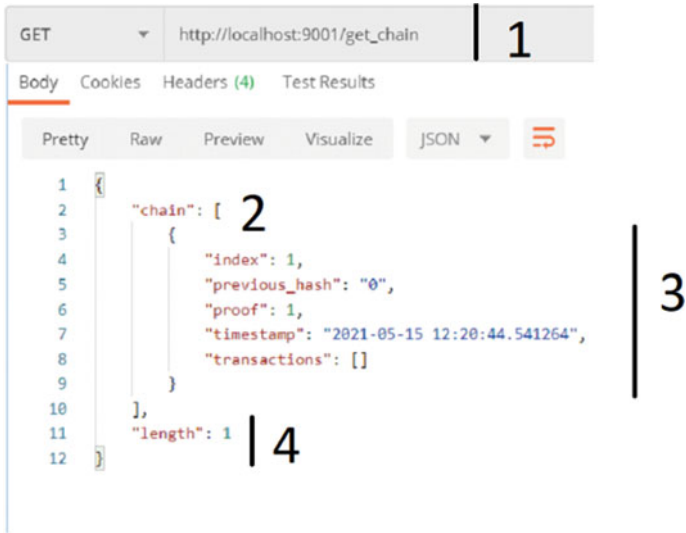 GET http://localhost:9001/get_chain 1
Body Cookies Headers (4) Test Results
Pretty Raw Preview Visualize JSON
1 {
2 "chain": [ 2
3 {
4 "index": 1,
5 "previous_hash": "0",
6 "proof": 1,
7 "timestamp": "2021-05-15 12:20:44.541264",
8 "transactions": []
9 }
10 ],
11 "length": 1
12 }
3
4